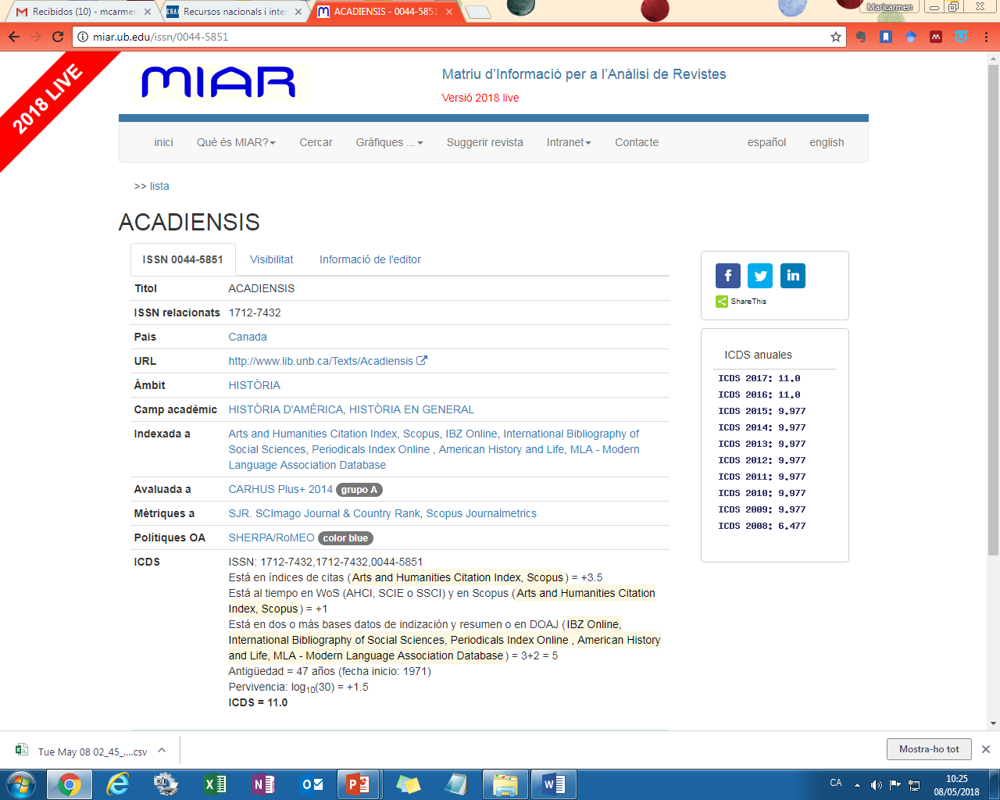 Recibidos (10) - mcarmer
Recursos nacionals i inter
ACADIENSIS - 0044-5851
Maricarmen
miar.ub.edu/issn/0044-5851
2018 LIVE
MIAR
Matriu d'Informació per a l'Anàlisi de Revistes
Versió 2018 live
inici Què és MIAR? Cercar Gràfiques ... Suggerir revista Intranet Contacte español english
>> lista
ACADIENSIS
ISSN 0044-5851 Visibilitat Informació de l'editor
Titol ACADIENSIS
ISSN relacionats 1712-7432
Pais Canada
URL http://www.lib.unb.ca/Texts/Acadiensis
Àmbit HISTÒRIA
Camp acadèmic HISTÒRIA D'AMÈRICA, HISTÒRIA EN GENERAL
Indexada a Arts and Humanities Citation Index, Scopus, IBZ Online, International Bibliography of
Social Sciences, Periodicals Index Online , American History and Life, MLA - Modern
Language Association Database
Avaluada a CARHUS Plus+ 2014 grupo A
Mètriques a SJR. SCImago Journal & Country Rank, Scopus Journalmetrics
Polítiques OA SHERPA/RoMEO color blue
ICDS ISSN: 1712-7432,1712-7432,0044-5851
Está en índices de citas (Arts and Humanities Citation Index, Scopus) = +3.5
Está al tiempo en WoS (AHCI, SCIE o SSCI) y en Scopus (Arts and Humanities Citation
Index, Scopus) = +1
Está en dos o más bases datos de indización y resumen o en DOAJ (IBZ Online,
International Bibliography of Social Sciences, Periodicals Index Online , American History
and Life, MLA - Modern Language Association Database) = 3+2 = 5
Antigüedad = 47 años (fecha inicio: 1971)
Pervivencia: log10(30) = +1.5
ICDS = 11.0
ShareThis
ICDS anuales
ICDS 2017: 11.0
ICDS 2016: 11.0
ICDS 2015: 9.977
ICDS 2014: 9.977
ICDS 2013: 9.977
ICDS 2012: 9.977
ICDS 2011: 9.977
ICDS 2010: 9.977
ICDS 2009: 9.977
ICDS 2008: 6.477
Tue May 08 02_45_....csv
Mostra-ho tot
CA
10:25
08/05/2018